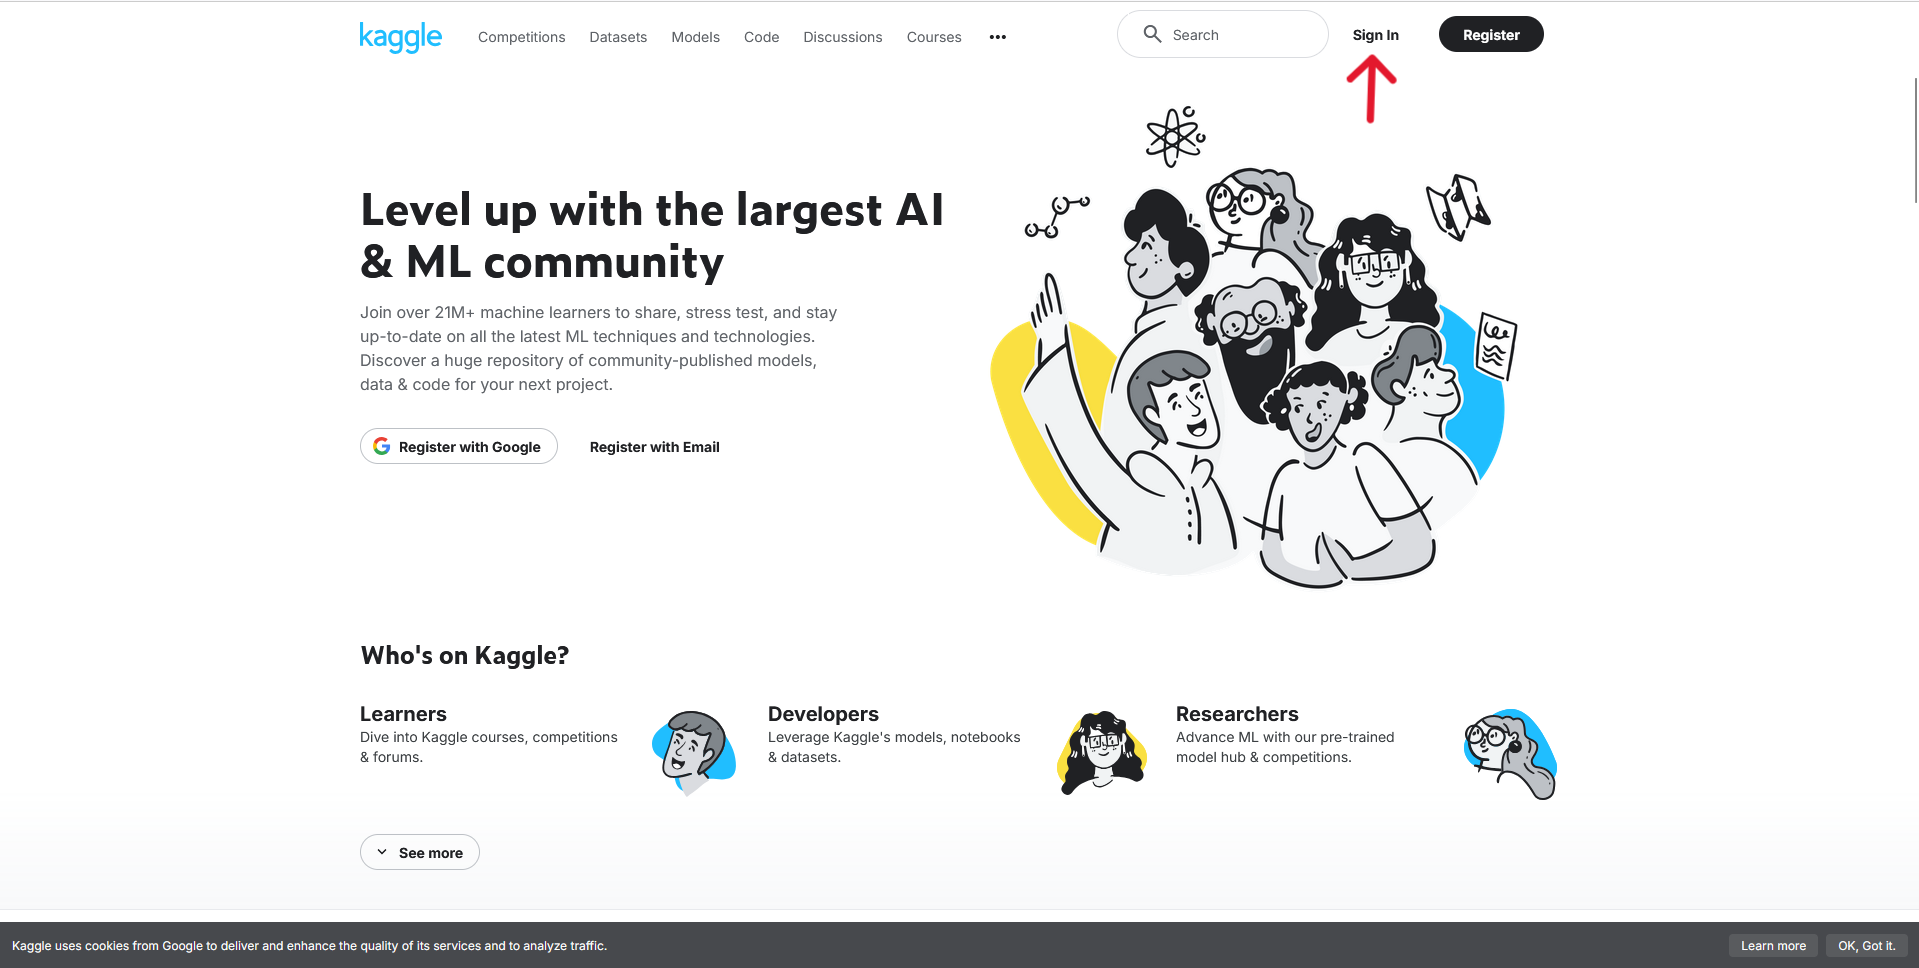 kaggle Competitions Datasets Models Code Discussions Courses ••• Search Sign In Register
Level up with the largest AI
& ML community
Join over 21M+ machine learners to share, stress test, and stay
up-to-date on all the latest ML techniques and technologies.
Discover a huge repository of community-published models,
data & code for your next project.
Register with Google Register with Email
Who's on Kaggle?
Learners
Dive into Kaggle courses, competitions
& forums.
Developers
Leverage Kaggle's models, notebooks
& datasets.
Researchers
Advance ML with our pre-trained
model hub & competitions.
See more
Kaggle uses cookies from Google to deliver and enhance the quality of its services and to analyze traffic. Learn more OK, Got it.